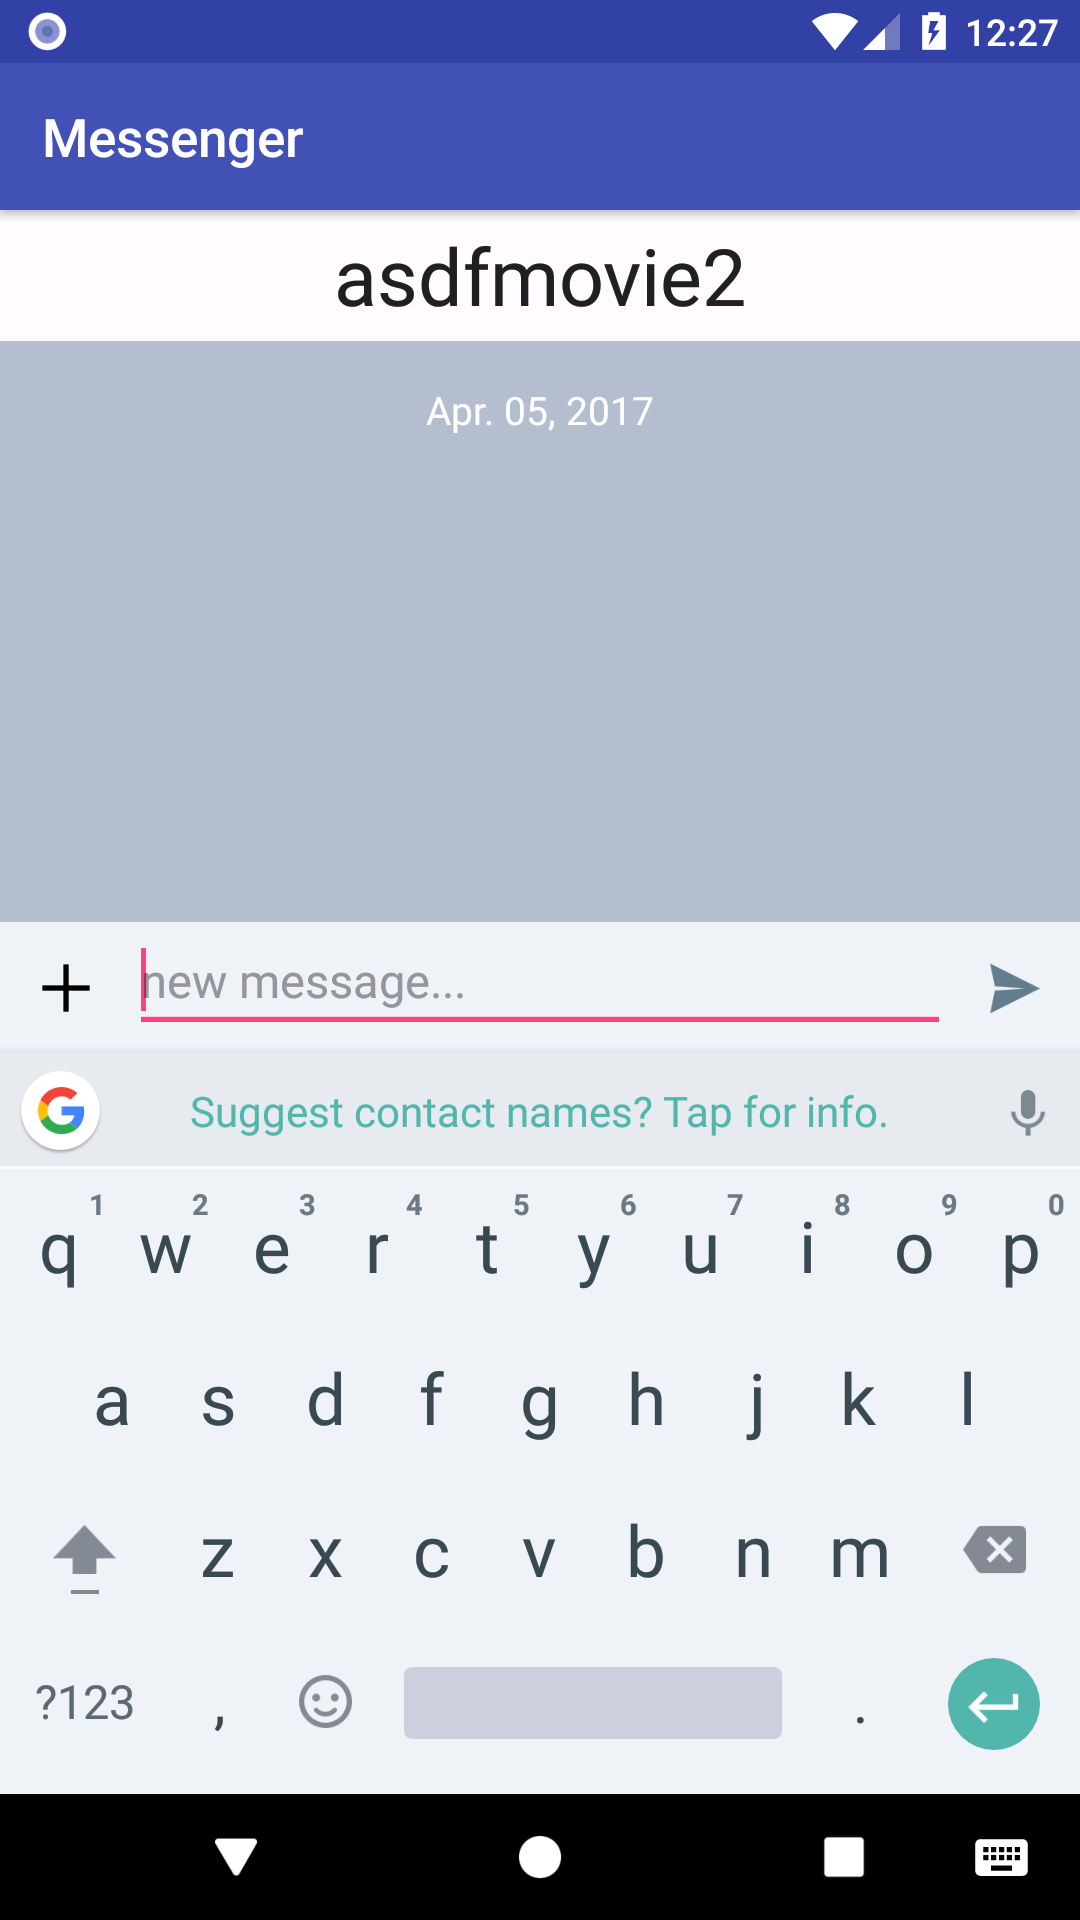 12:27
Messenger
asdfmovie2
Apr. 05, 2017
new message...
Suggest contact names? Tap for info.
1 2 3 4 5 6 7 8 9 0
q w e r t y u i o p
a s d f g h j k l
z x c v b n m
?123 , .